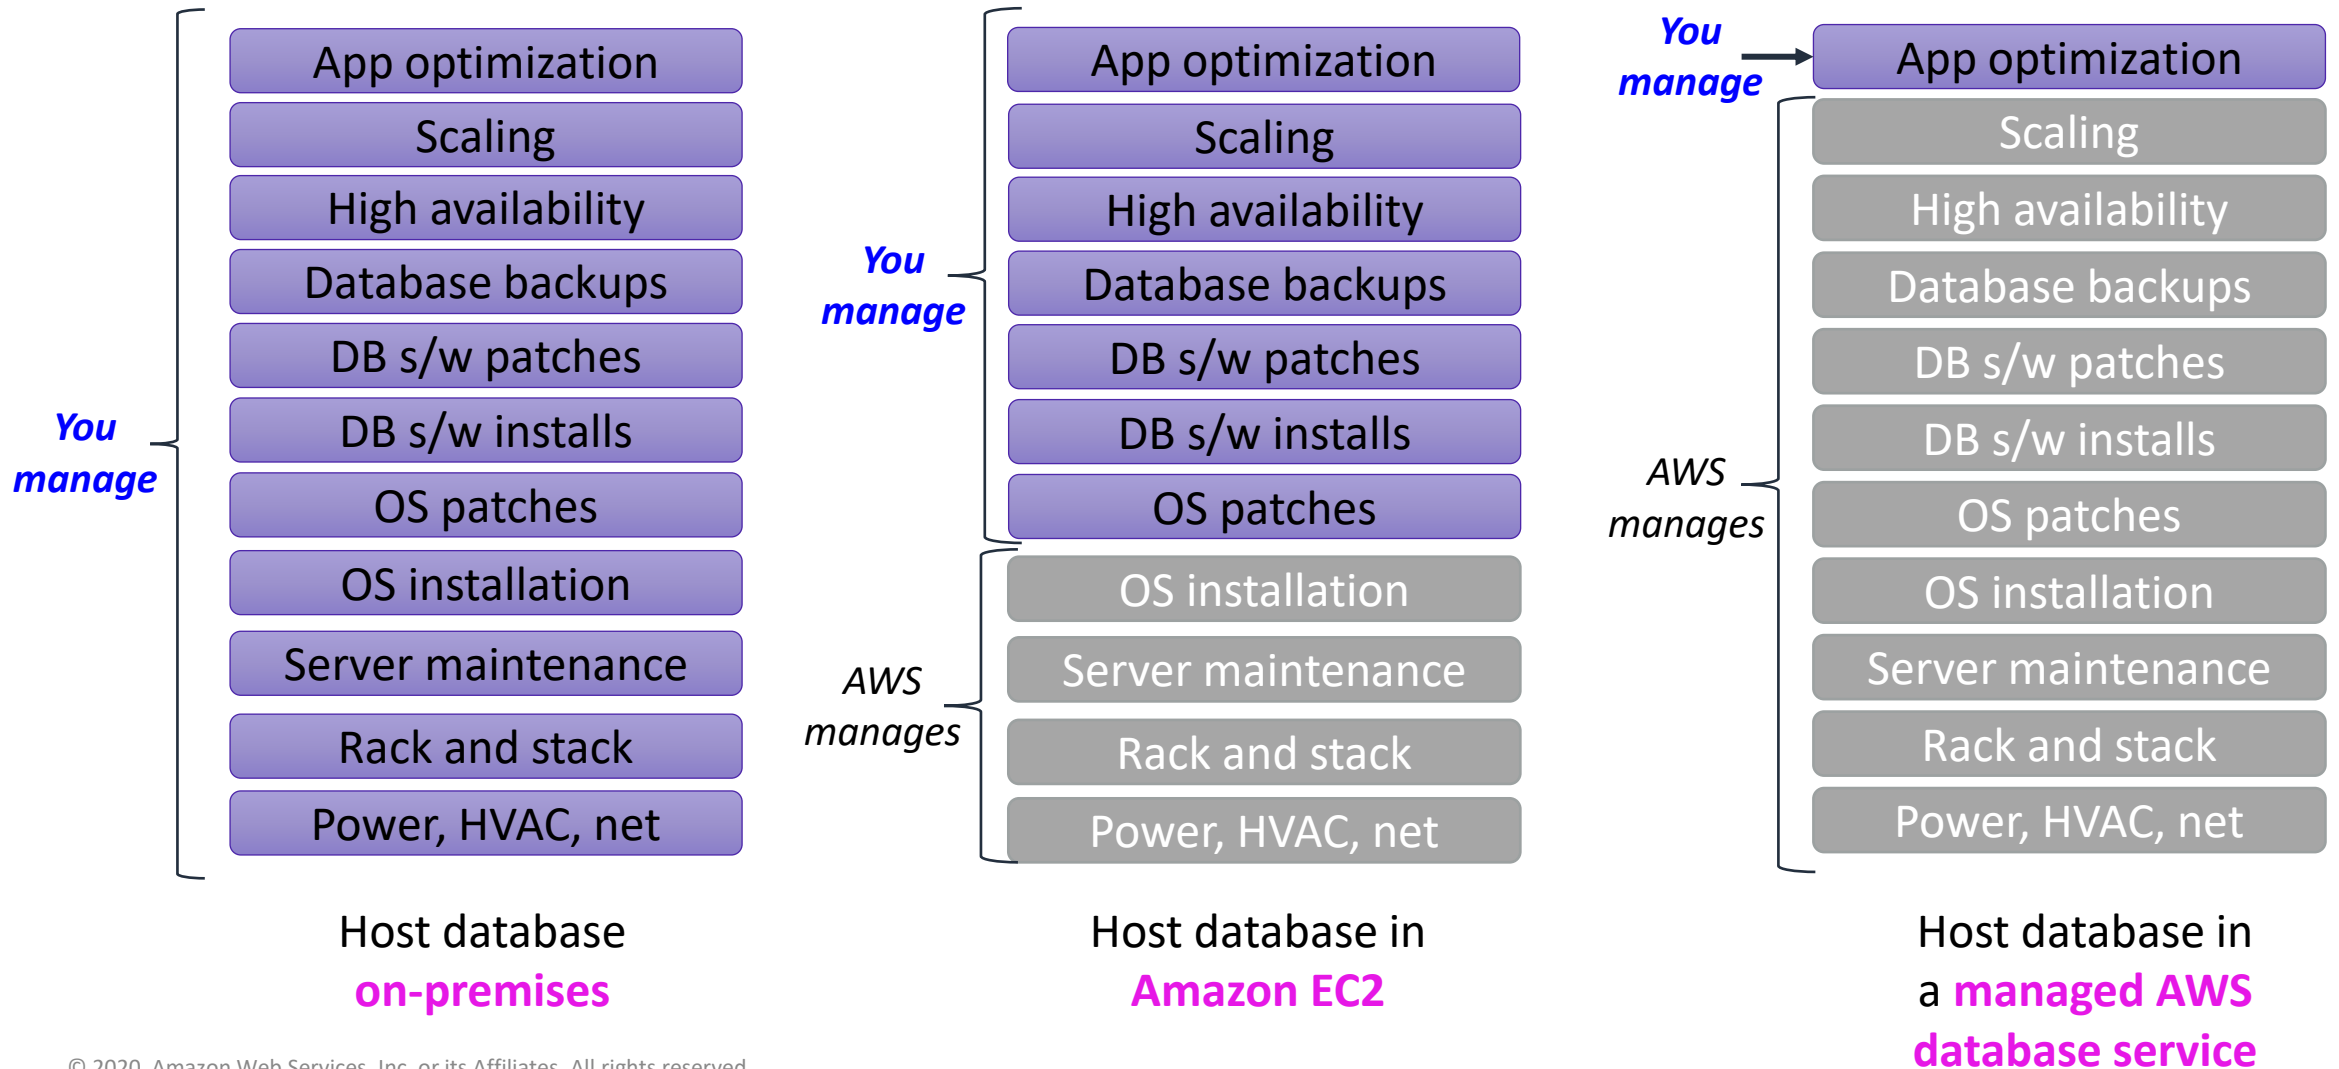 You
manage
App optimization
Scaling
High availability
Database backups
DB s/w patches
DB s/w installs
OS patches
OS installation
Server maintenance
Rack and stack
Power, HVAC, net
Host database
on-premises
You
manage
AWS
manages
App optimization
Scaling
High availability
Database backups
DB s/w patches
DB s/w installs
OS patches
OS installation
Server maintenance
Rack and stack
Power, HVAC, net
Host database in
Amazon EC2
You
manage
AWS
manages
App optimization
Scaling
High availability
Database backups
DB s/w patches
DB s/w installs
OS patches
OS installation
Server maintenance
Rack and stack
Power, HVAC, net
Host database in
a managed AWS
database service
© 2020, Amazon Web Services, Inc. or its Affiliates. All rights reserved